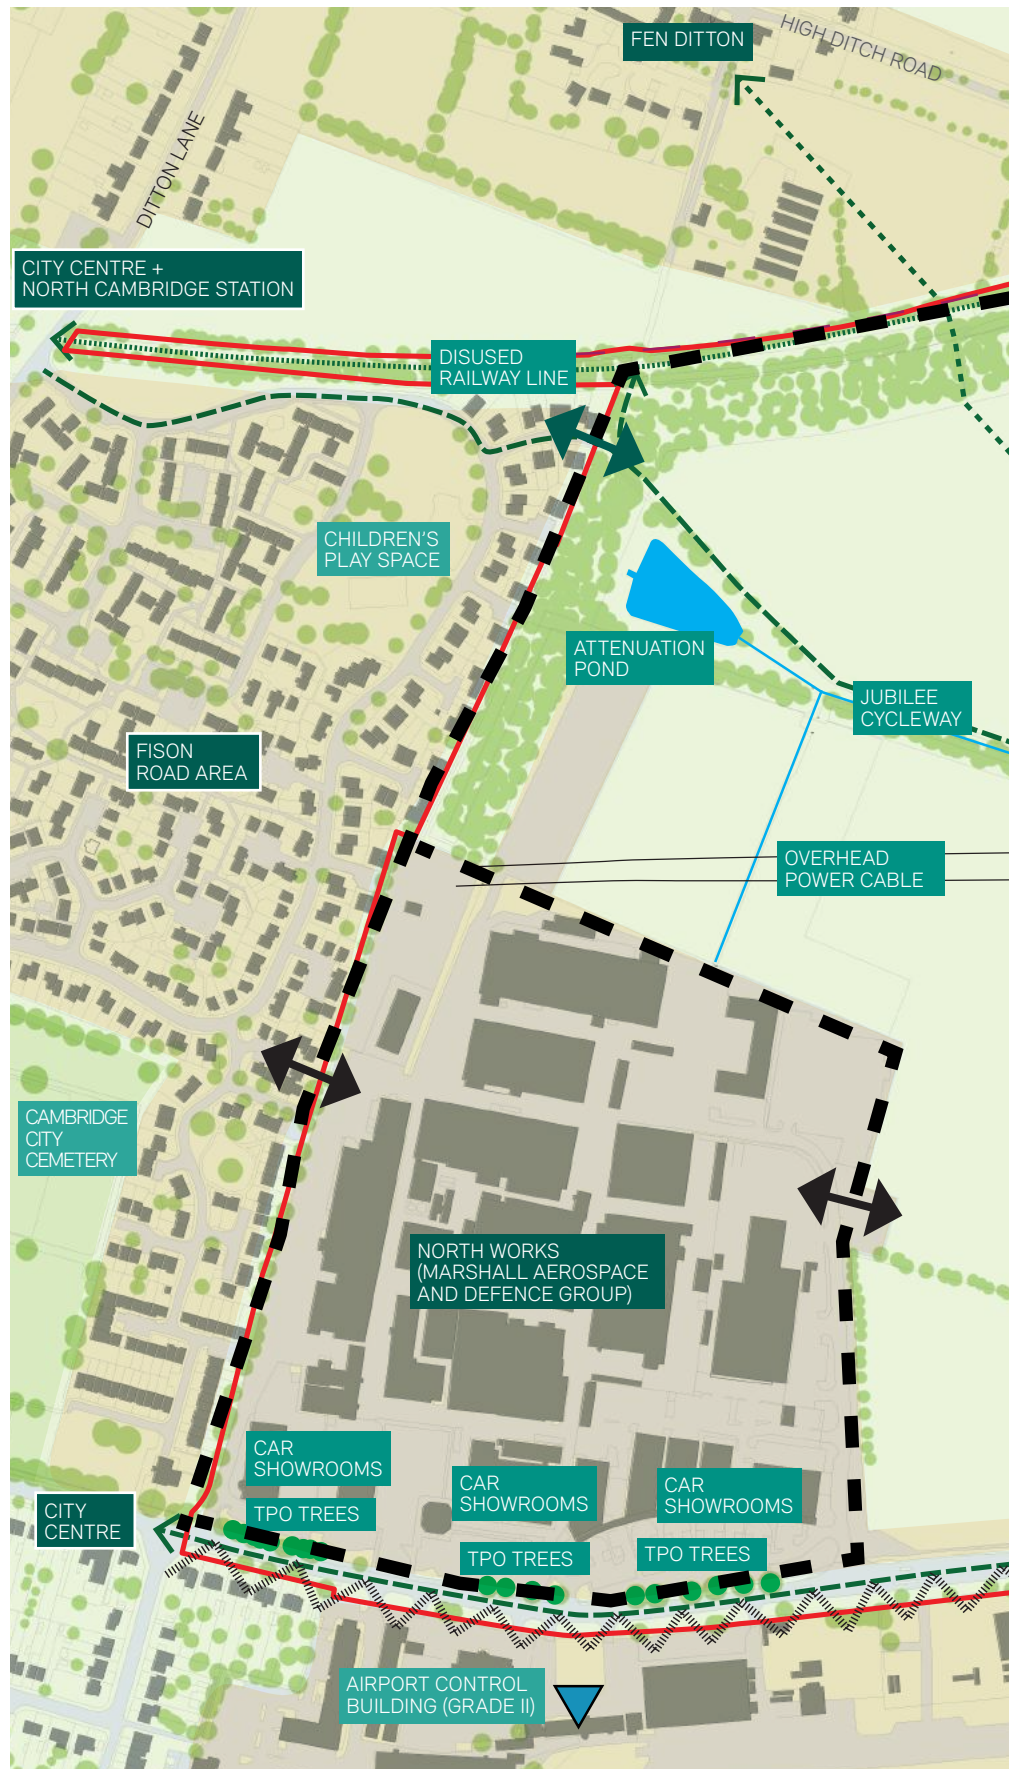 FEN DITTON
HIGH DITCH ROAD
DITTON LANE
CITY CENTRE +
NORTH CAMBRIDGE STATION
DISUSED
RAILWAY LINE
CHILDREN'S
PLAY SPACE
ATTENUATION
POND
JUBILEE
CYCLEWAY
FISON
ROAD AREA
OVERHEAD
POWER CABLE
CAMBRIDGE
CITY
CEMETERY
NORTH WORKS
(MARSHALL AEROSPACE
AND DEFENCE GROUP)
CAR
SHOWROOMS
CAR
SHOWROOMS
CAR
SHOWROOMS
CITY
CENTRE
TPO TREES
TPO TREES
TPO TREES
AIRPORT CONTROL
BUILDING (GRADE II)